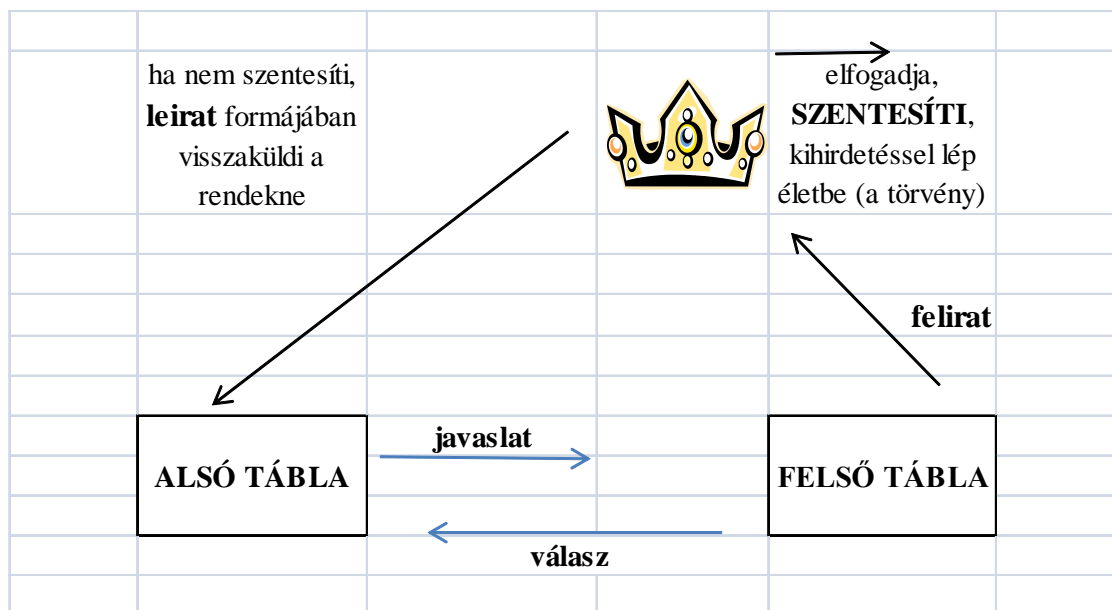 ha nem szentesíti,
leirat formájában
visszaküldi a
rendekne
elfogadja,
SZENTESÍTI,
kihirdetéssel lép
életbe (a törvény)
felirat
javaslat
ALSÓ TÁBLA
FELSŐ TÁBLA
válasz